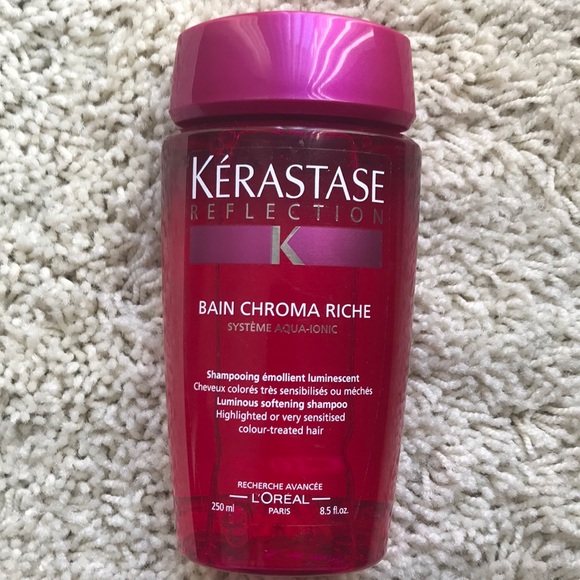 KÉRASTASE
REFLECTION
K
BAIN CHROMA RICHE
SYSTÈME AQUA-IONIC
Shampooing émollient luminescent
Cheveux colorés très sensibilisés ou méchés
Luminous softening shampoo
Highlighted or very sensitised
colour-treated hair
RECHERCHE AVANCÉE
L'ORÉAL
250 ml PARIS 8.5 fl.oz.